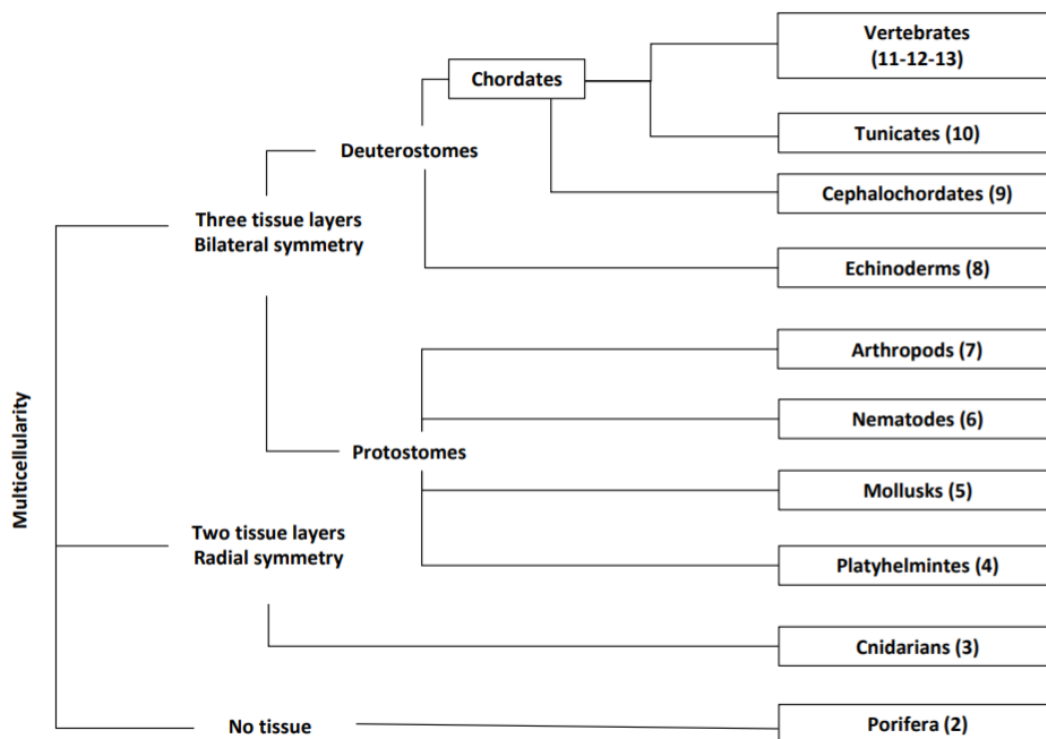 Vertebrates
(11-12-13)
Chordates
Tunicates (10)
Deuterostomes
Cephalochordates (9)
Three tissue layers
Bilateral symmetry
Echinoderms (8)
Arthropods (7)
Nematodes (6)
Multicellularity
Protostomes
Mollusks (5)
Two tissue layers
Radial symmetry
Platyhelmintes (4)
Cnidarians (3)
No tissue
Porifera (2)